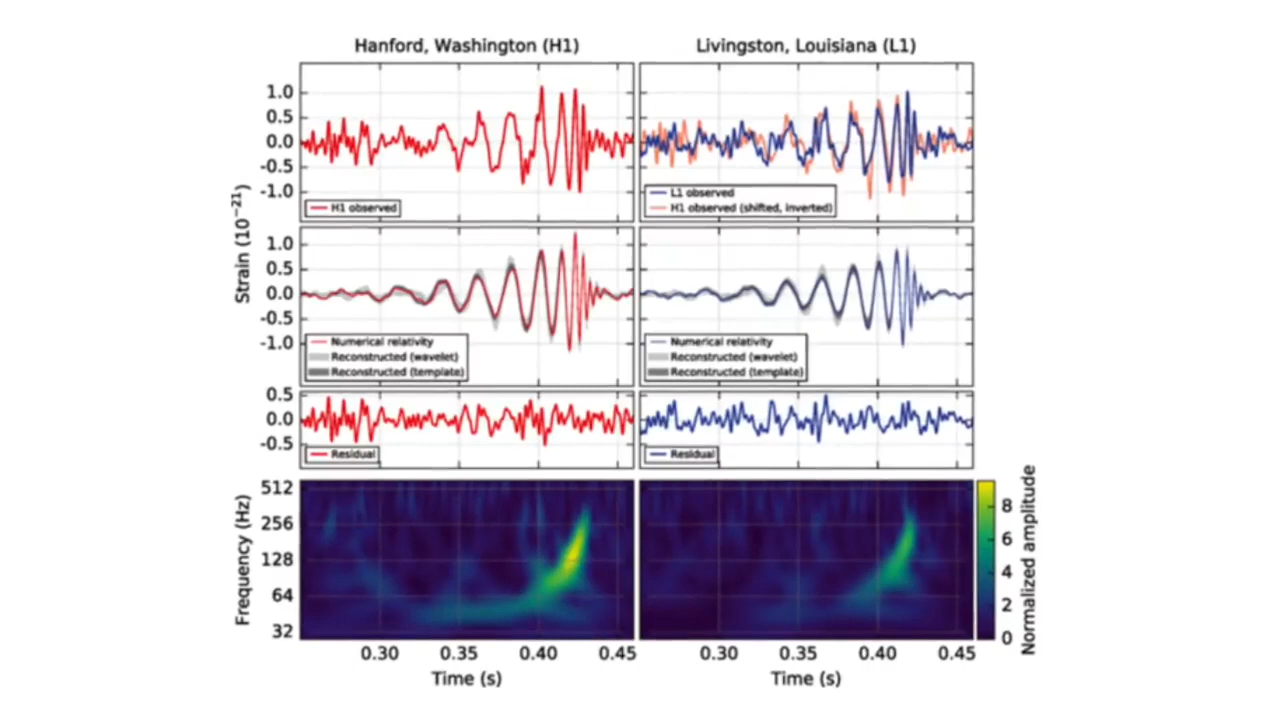 Hanford, Washington (H1)
Livingston, Louisiana (L1)
Strain (10⁻²¹)
1.0
0.5
0.0
-0.5
-1.0
H1 observed
L1 observed
H1 observed (shifted, inverted)
1.0
0.5
0.0
-0.5
-1.0
Numerical relativity
Reconstructed (wavelet)
Reconstructed (template)
Numerical relativity
Reconstructed (wavelet)
Reconstructed (template)
0.5
0.0
-0.5
Residual
Residual
Frequency (Hz)
512
256
128
64
32
8
6
4
2
0
Normalized amplitude
0.30 0.35 0.40 0.45
0.30 0.35 0.40 0.45
Time (s)
Time (s)